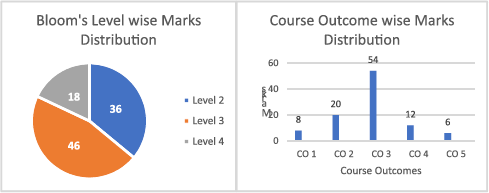 Bloom's Level wise Marks
Distribution
36
46
18
Level 2
Level 3
Level 4
Course Outcome wise Marks
Distribution
60
40
20
0
8
20
54
12
6
CO 1
CO 2
CO 3
CO 4
CO 5
Course Outcomes